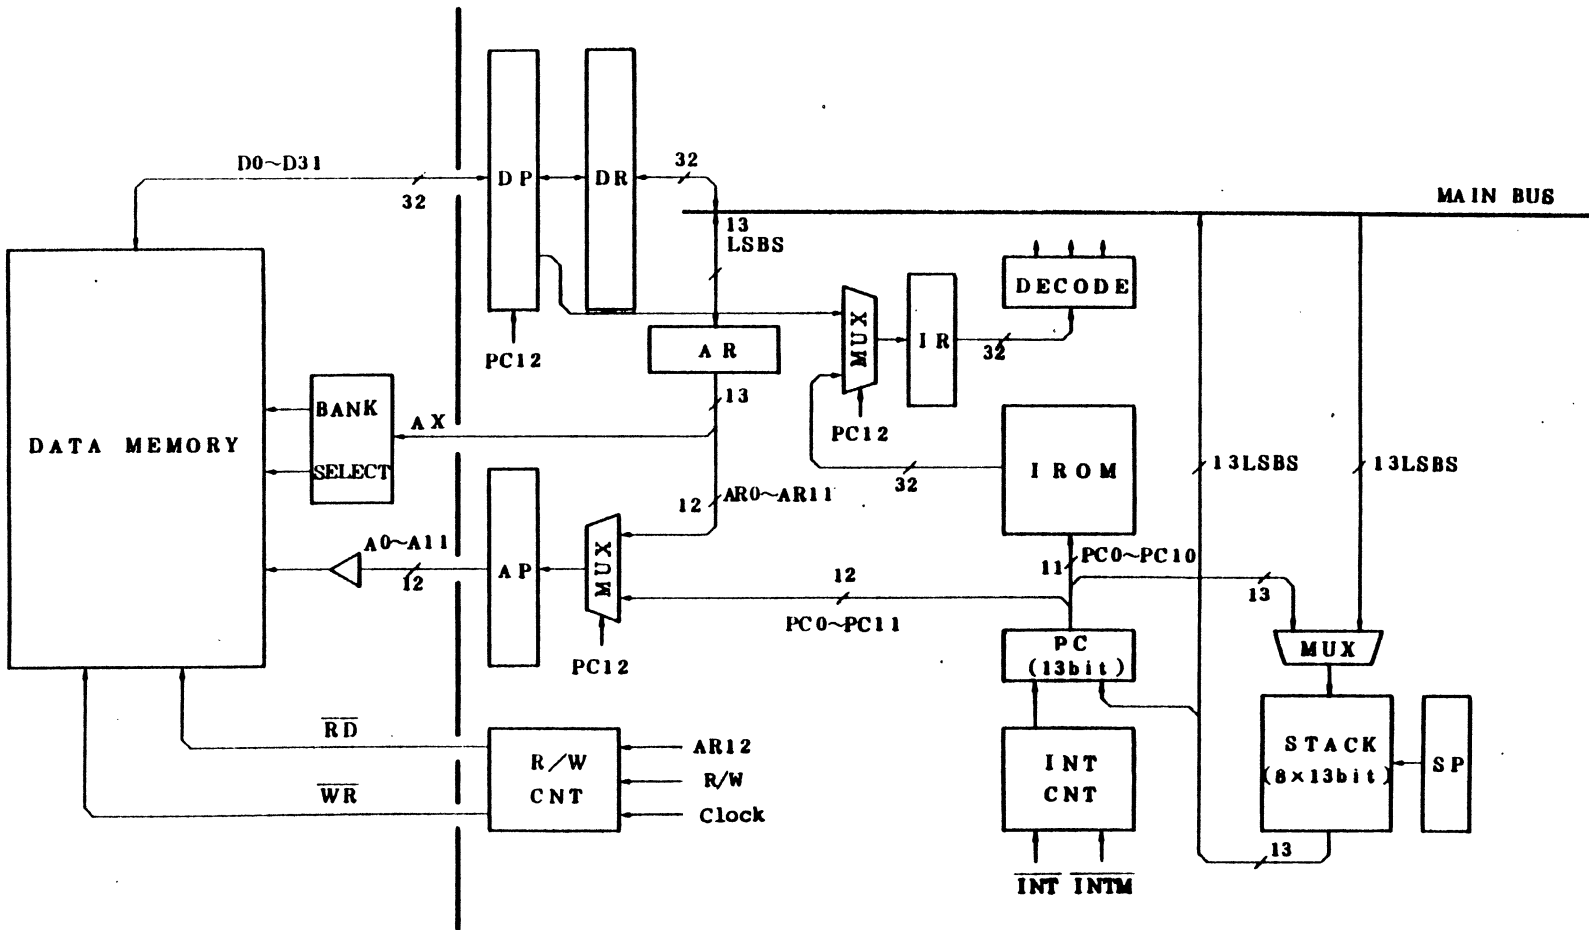 D0~D31
32
DP
DR
32
MAIN BUS
13
LSBS
PC12
AR
13
MUX
PC12
IR
32
DECODE
DATA MEMORY
BANK
SELECT
AX
12
AR0~AR11
32
IROM
13LSBS
13LSBS
A0~A11
12
AP
MUX
PC12
12
PC0~PC11
11
PC0~PC10
13
PC
(13bit)
MUX
RD
WR
R/W
CNT
AR12
R/W
Clock
INT
CNT
INT
INTM
STACK
(8×13bit)
SP
13